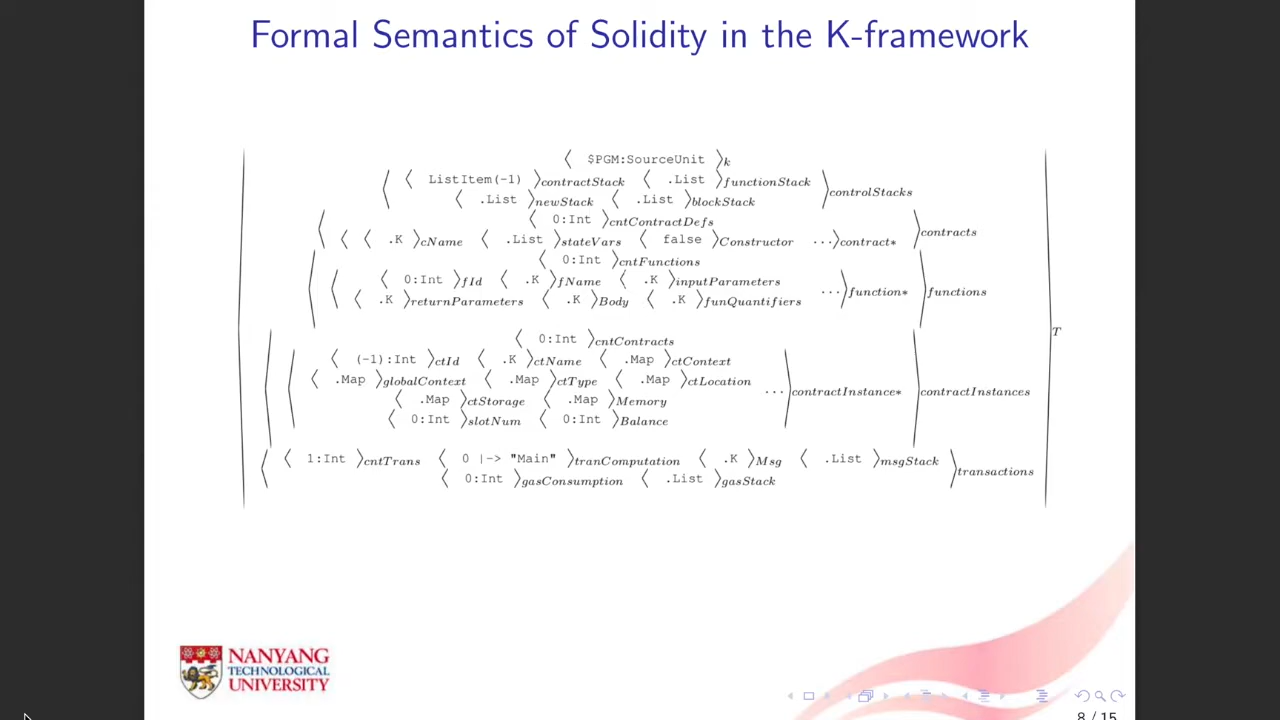 Formal Semantics of Solidity in the K-framework
⟨ $PGM:SourceUnit ⟩k
⟨ ⟨ ListItem(-1) ⟩contractStack ⟨ .List ⟩functionStack
⟨ .List ⟩newStack ⟨ .List ⟩blockStack ⟩controlStacks
⟨ ⟨ 0:Int ⟩cntContractDefs
⟨ ⟨ ⟨ .K ⟩cName ⟨ .List ⟩stateVars ⟨ false ⟩Constructor ...⟩contract* ⟩contracts
⟨ ⟨ 0:Int ⟩cntFunctions
⟨ ⟨ 0:Int ⟩fId ⟨ .K ⟩fName ⟨ .K ⟩inputParameters
⟨ .K ⟩returnParameters ⟨ .K ⟩Body ⟨ .K ⟩funQuantifiers ...⟩function* ⟩functions
⟨ ⟨ 0:Int ⟩cntContracts
⟨ ⟨ (-1):Int ⟩ctId ⟨ .K ⟩ctName ⟨ .Map ⟩ctContext
⟨ .Map ⟩globalContext ⟨ .Map ⟩ctType ⟨ .Map ⟩ctLocation
⟨ .Map ⟩ctStorage ⟨ .Map ⟩Memory ...⟩contractInstance* ⟩contractInstances
⟨ 0:Int ⟩slotNum ⟨ 0:Int ⟩Balance
⟨ ⟨ 1:Int ⟩cntTrans ⟨ 0 |-> "Main" ⟩tranComputation ⟨ .K ⟩Msg ⟨ .List ⟩msgStack
⟨ 0:Int ⟩gasConsumption ⟨ .List ⟩gasStack ⟩transactions
T
NANYANG
TECHNOLOGICAL
UNIVERSITY
8 / 15